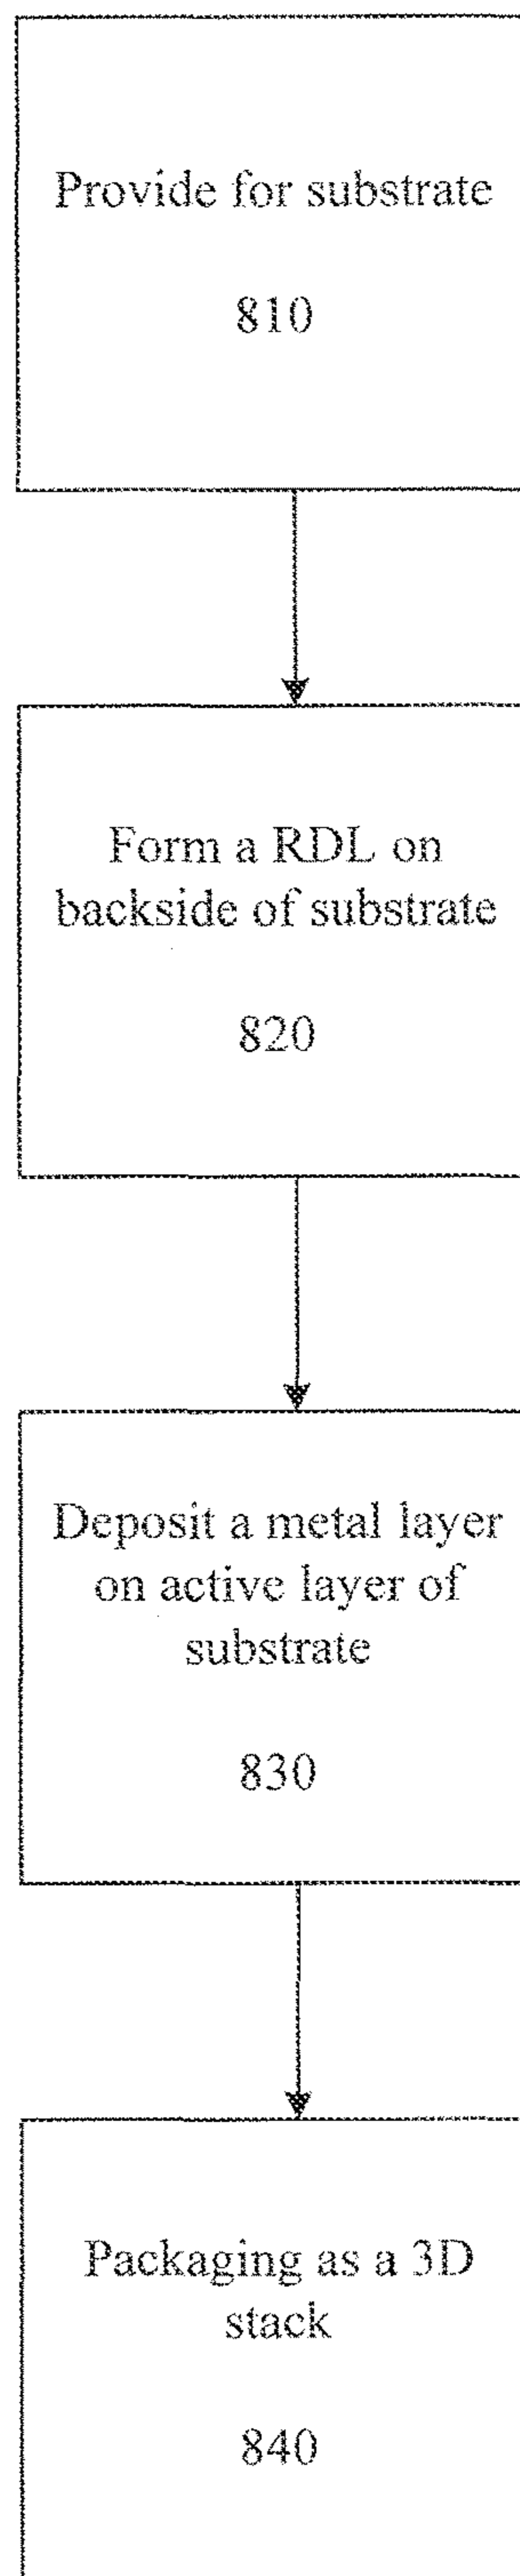 Provide for substrate
810
Form a RDL on
backside of substrate
820
Deposit a metal layer
on active layer of
substrate
830
Packaging as a 3D
stack
840